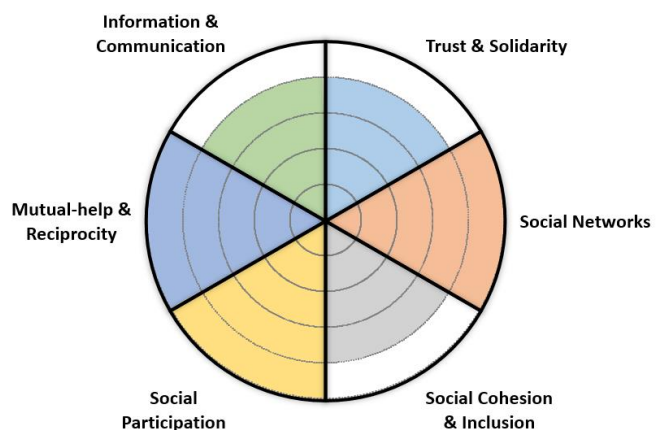 Information &
Communication
Trust & Solidarity
Mutual-help &
Reciprocity
Social Networks
Social
Participation
Social Cohesion
& Inclusion